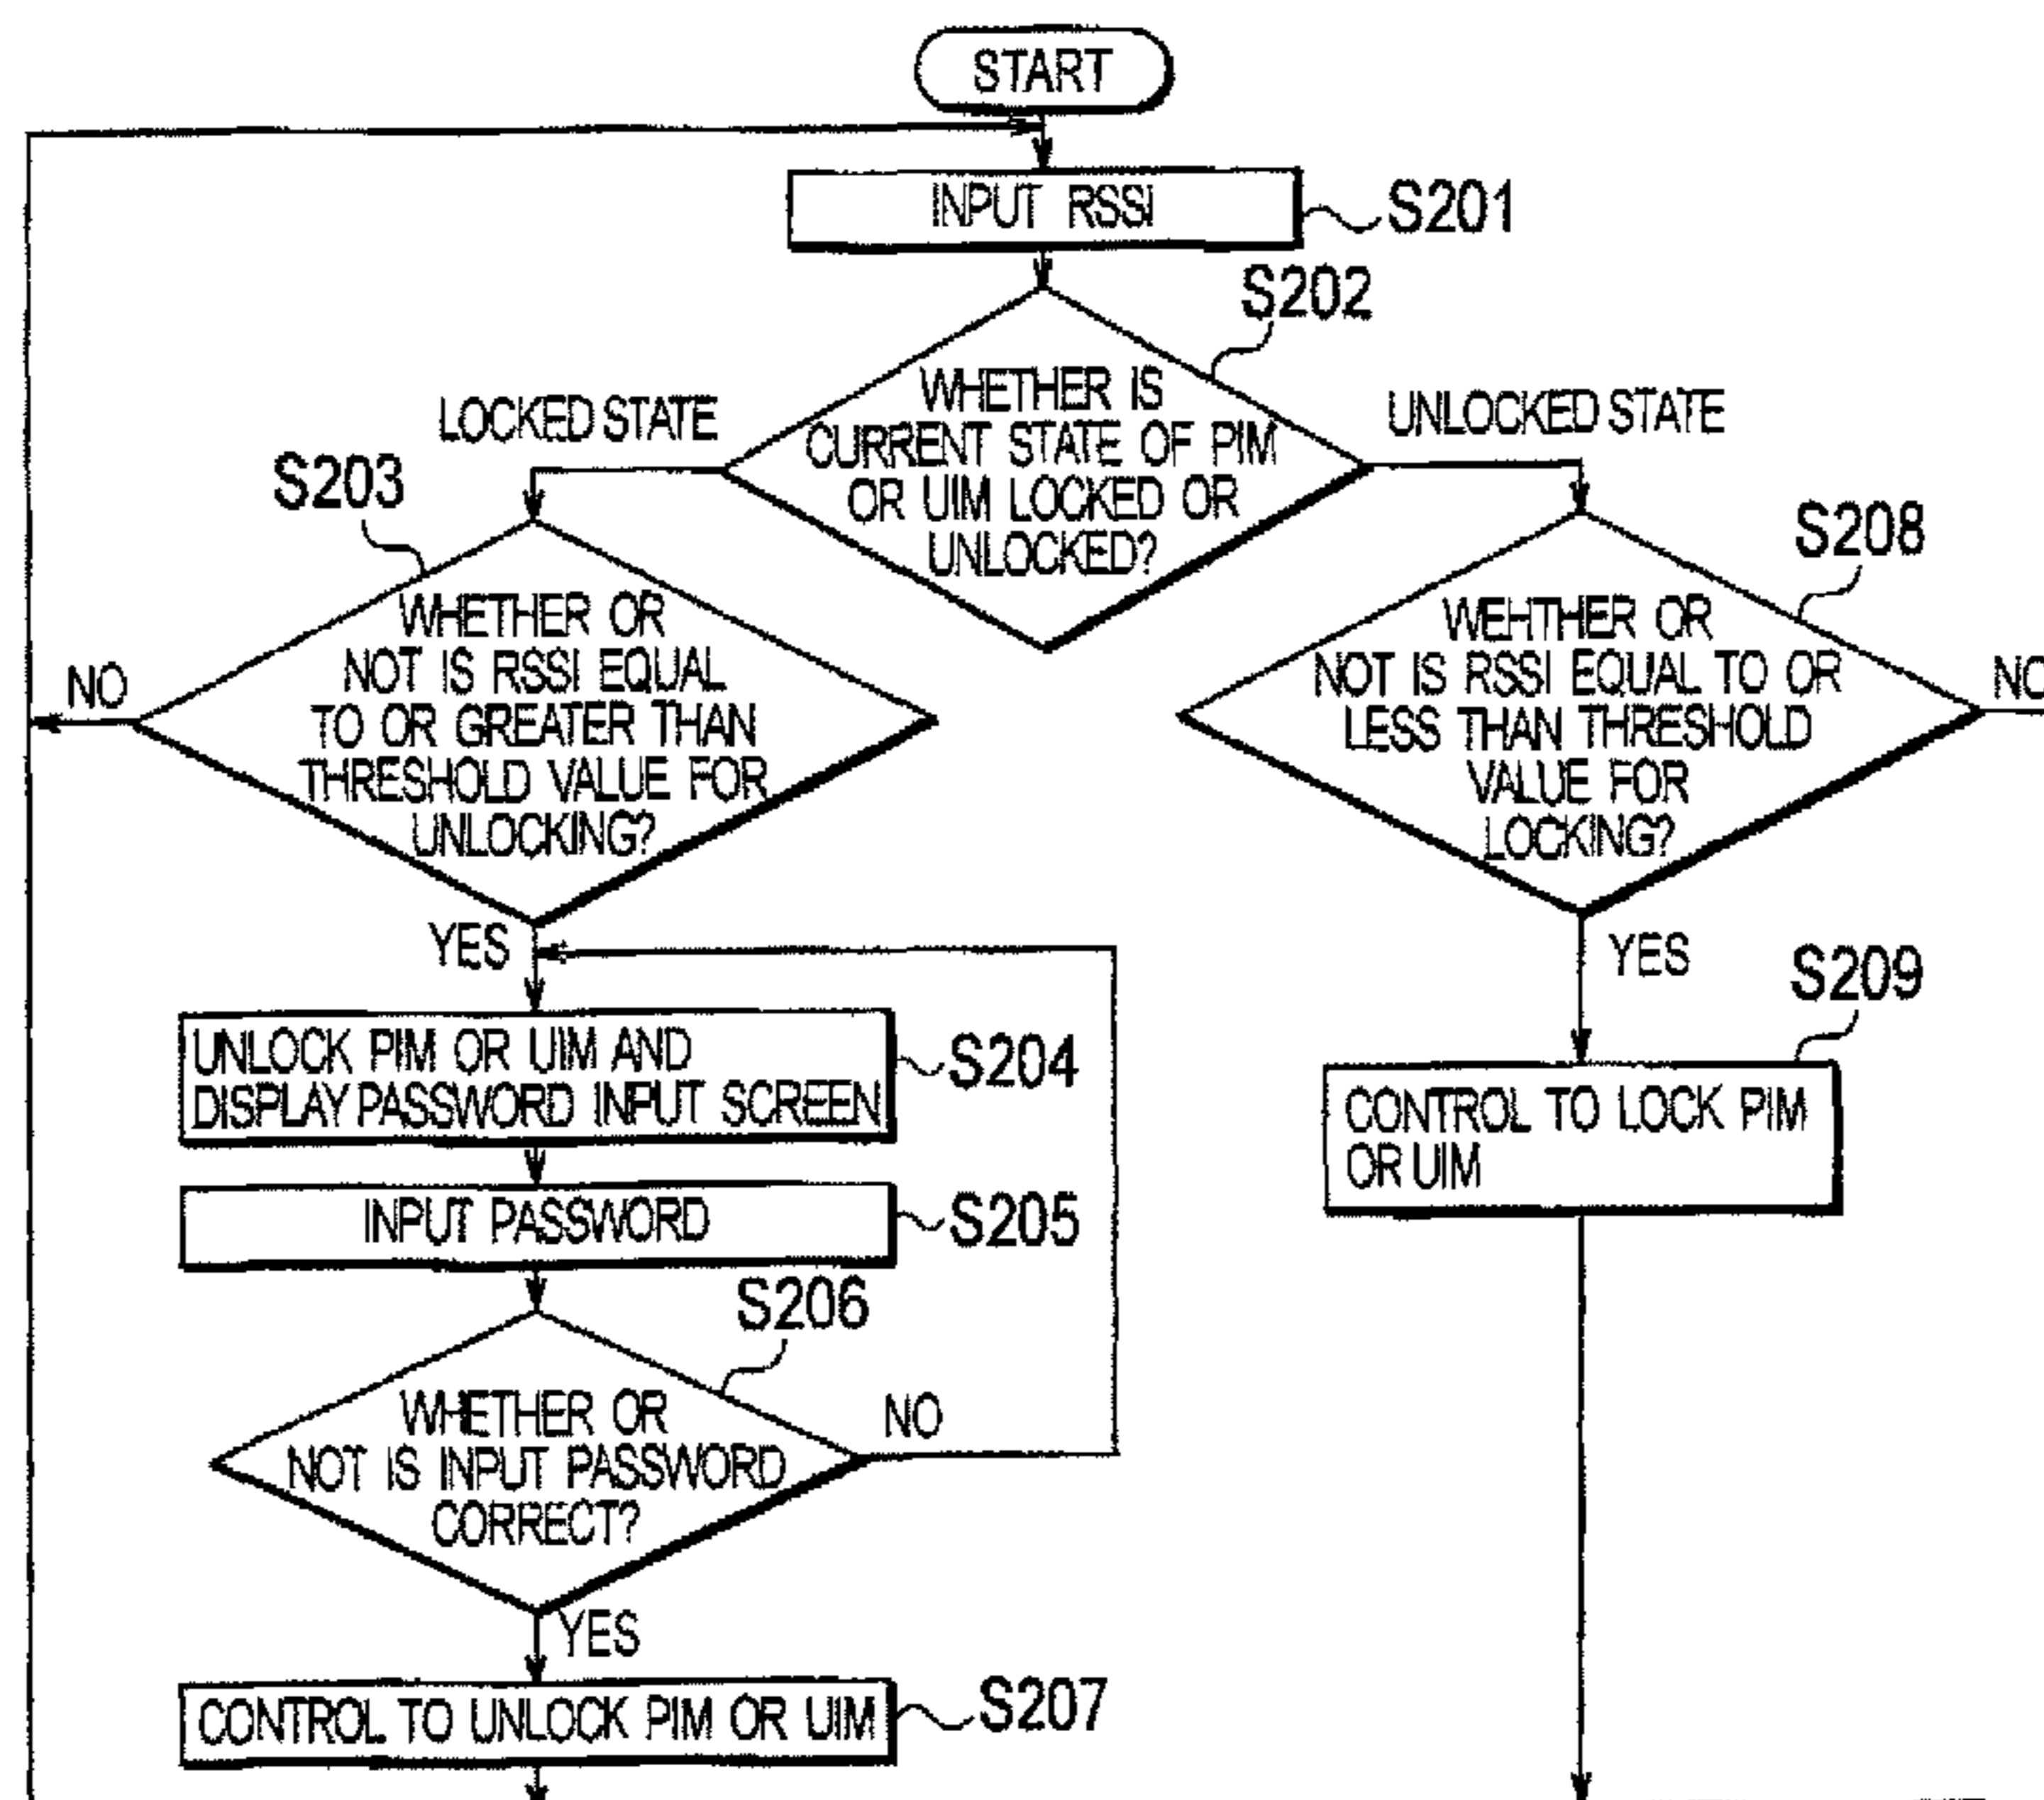 START
INPUT RSSI
S201
S202
WHETHER IS
CURRENT STATE OF PIM
OR UIM LOCKED OR
UNLOCKED?
LOCKED STATE
UNLOCKED STATE
S203
WHETHER OR
NOT IS RSSI EQUAL
TO OR GREATER THAN
THRESHOLD VALUE FOR
UNLOCKING?
NO
YES
S208
WEHTHER OR
NOT IS RSSI EQUAL TO OR
LESS THAN THRESHOLD
VALUE FOR
LOCKING?
NO
YES
UNLOCK PIM OR UIM AND
DISPLAY PASSWORD INPUT SCREEN
S204
S209
CONTROL TO LOCK PIM
OR UIM
INPUT PASSWORD
S205
S206
WHETHER OR
NOT IS INPUT PASSWORD
CORRECT?
NO
YES
CONTROL TO UNLOCK PIM OR UIM
S207